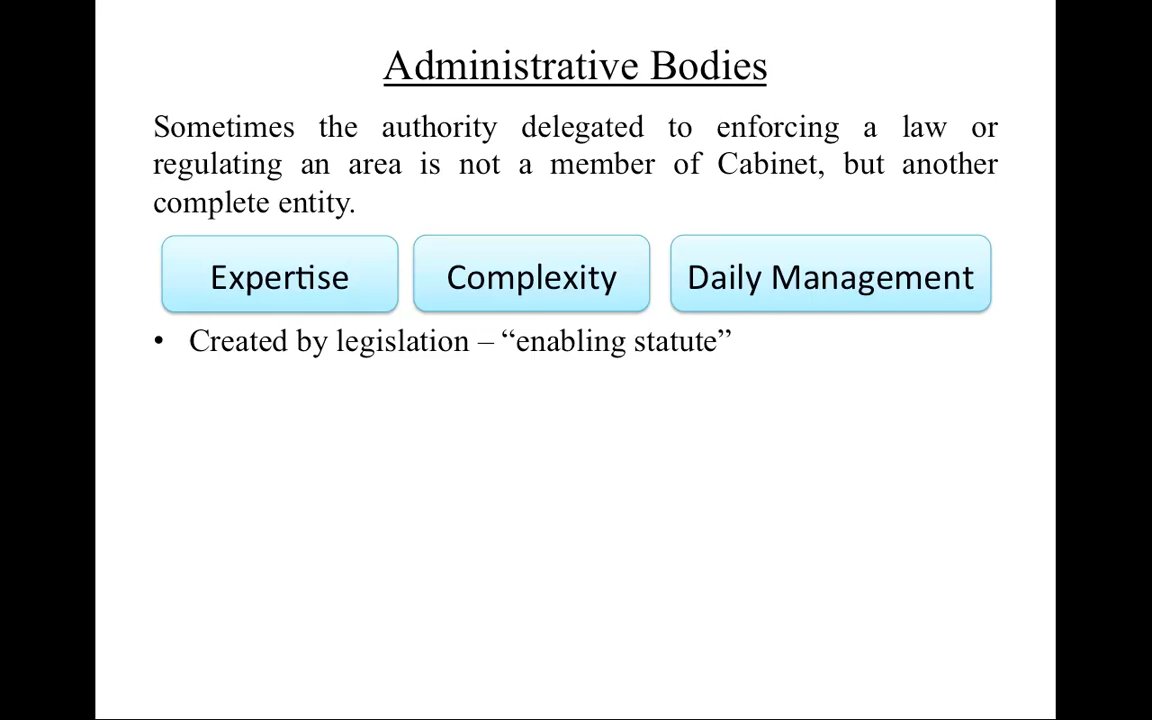 Administrative Bodies
Sometimes the authority delegated to enforcing a law or
regulating an area is not a member of Cabinet, but another
complete entity.
Expertise Complexity Daily Management
• Created by legislation – “enabling statute”